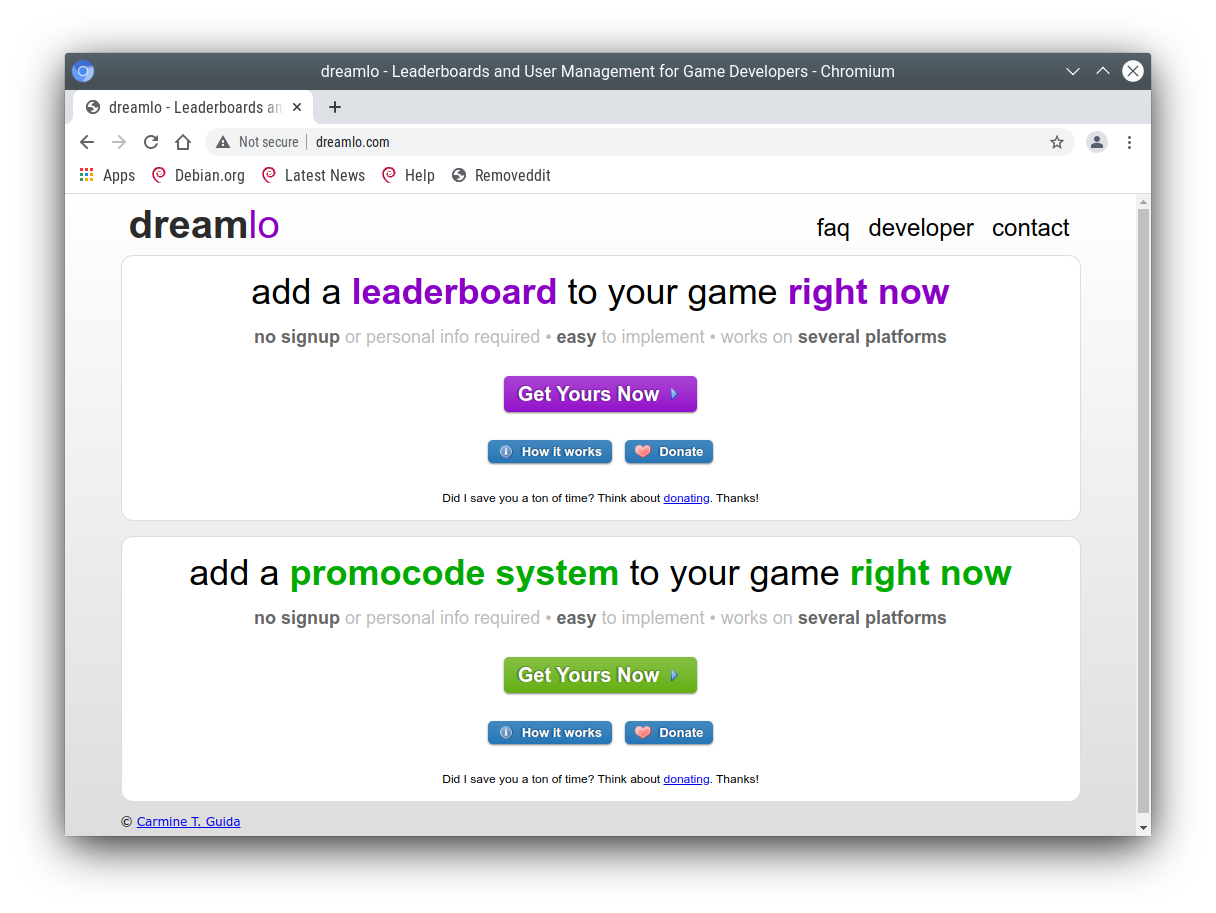 dreamlo - Leaderboards and User Management for Game Developers - Chromium
dreamlo - Leaderboards an
Not secure | dreamlo.com
Apps Debian.org Latest News Help Removeddit
dreamlo faq developer contact
add a leaderboard to your game right now
no signup or personal info required • easy to implement • works on several platforms
Get Yours Now
How it works Donate
Did I save you a ton of time? Think about donating. Thanks!
add a promocode system to your game right now
no signup or personal info required • easy to implement • works on several platforms
Get Yours Now
How it works Donate
Did I save you a ton of time? Think about donating. Thanks!
© Carmine T. Guida